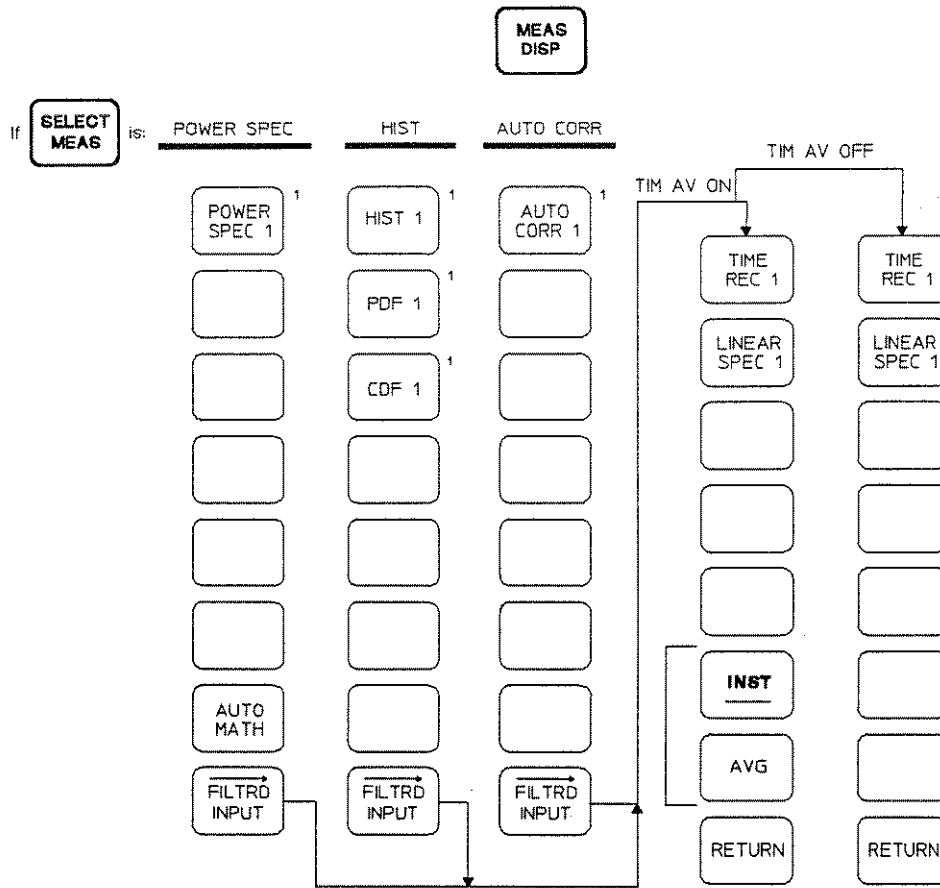 MEAS
DISP
If
SELECT
MEAS
is:
POWER SPEC
HIST
AUTO CORR
TIM AV OFF
TIM AV ON
POWER
SPEC 1
1
HIST 1
1
AUTO
CORR 1
1
PDF 1
1
CDF 1
1
AUTO
MATH
FILTRD
INPUT
FILTRD
INPUT
FILTRD
INPUT
TIME
REC 1
LINEAR
SPEC 1
INST
AVG
RETURN
TIME
REC 1
LINEAR
SPEC 1
RETURN